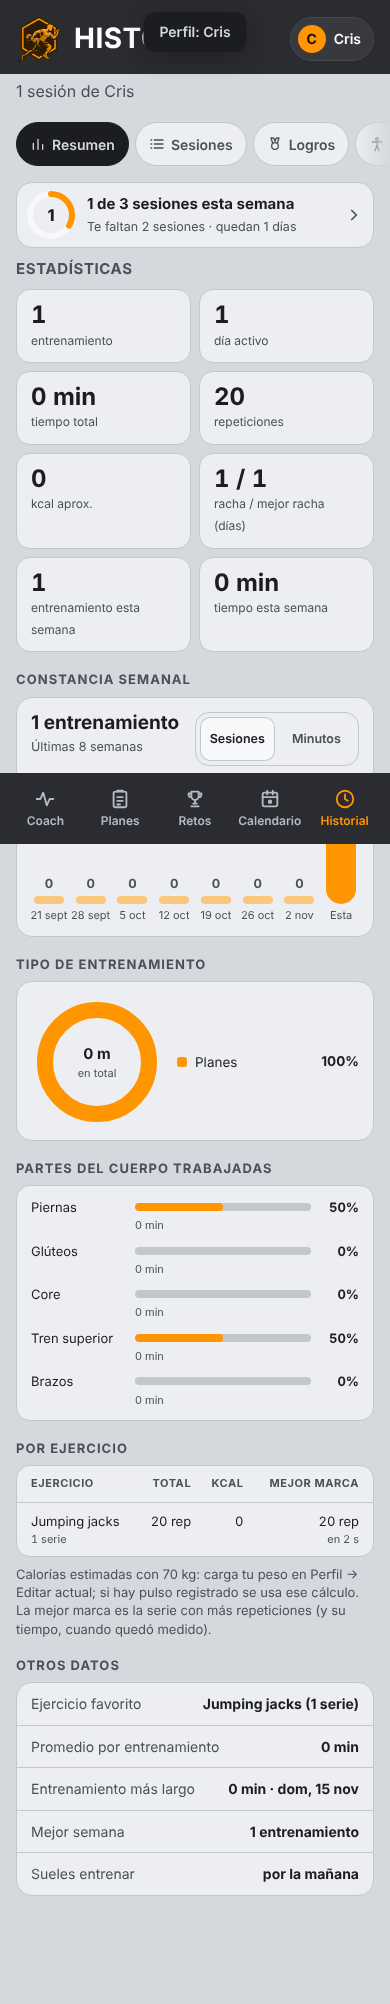 HIST
Perfil: Cris
C
Cris
1 sesión de Cris
Resumen
Sesiones
Logros
1
1 de 3 sesiones esta semana
Te faltan 2 sesiones · quedan 1 días
ESTADÍSTICAS
1
entrenamiento
1
día activo
0 min
tiempo total
20
repeticiones
0
kcal aprox.
1 / 1
racha / mejor racha
(días)
1
entrenamiento esta
semana
0 min
tiempo esta semana
CONSTANCIA SEMANAL
1 entrenamiento
Últimas 8 semanas
Sesiones
Minutos
Coach
Planes
Retos
Calendario
Historial
0 0 0 0 0 0 0
21 sept 28 sept 5 oct 12 oct 19 oct 26 oct 2 nov Esta
TIPO DE ENTRENAMIENTO
0 m
en total
Planes 100%
PARTES DEL CUERPO TRABAJADAS
Piernas 50%
0 min
Glúteos 0%
0 min
Core 0%
0 min
Tren superior 50%
0 min
Brazos 0%
0 min
POR EJERCICIO
EJERCICIO TOTAL KCAL MEJOR MARCA
Jumping jacks 20 rep 0 20 rep
1 serie en 2 s
Calorías estimadas con 70 kg: carga tu peso en Perfil →
Editar actual; si hay pulso registrado se usa ese cálculo.
La mejor marca es la serie con más repeticiones (y su
tiempo, cuando quedó medido).
OTROS DATOS
Ejercicio favorito Jumping jacks (1 serie)
Promedio por entrenamiento 0 min
Entrenamiento más largo 0 min · dom, 15 nov
Mejor semana 1 entrenamiento
Sueles entrenar por la mañana